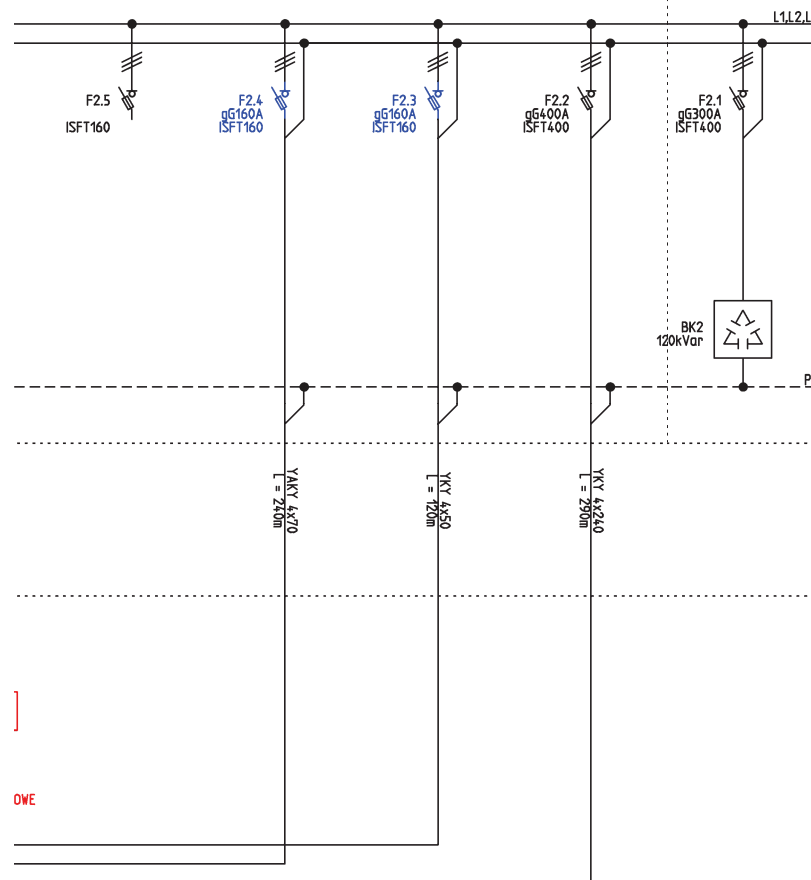 L1,L2,L
F2.5
ISFT160
F2.4
gG160A
ISFT160
F2.3
gG160A
ISFT160
F2.2
gG400A
ISFT400
F2.1
gG300A
ISFT400
BK2
120kVar
P
YAKY 4x70
L = 240m
YKY 4x50
L = 120m
YKY 4x240
L = 290m
OWE